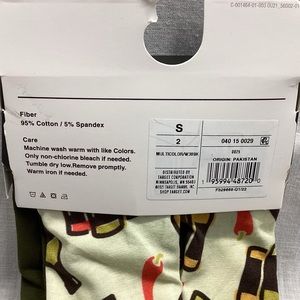 Fiber
95% Cotton / 5% Spandex
Care
Machine wash warm with like Colors.
Only non-chlorine bleach if needed.
Tumble dry low. Remove promptly.
Warm iron if needed.
S
2
040 15 0029
0029
ORIGIN: PAKISTAN
DISTRIBUTED BY
TARGET CORPORATION
MINNEAPOLIS, MN 55403
SHOP TARGET.COM